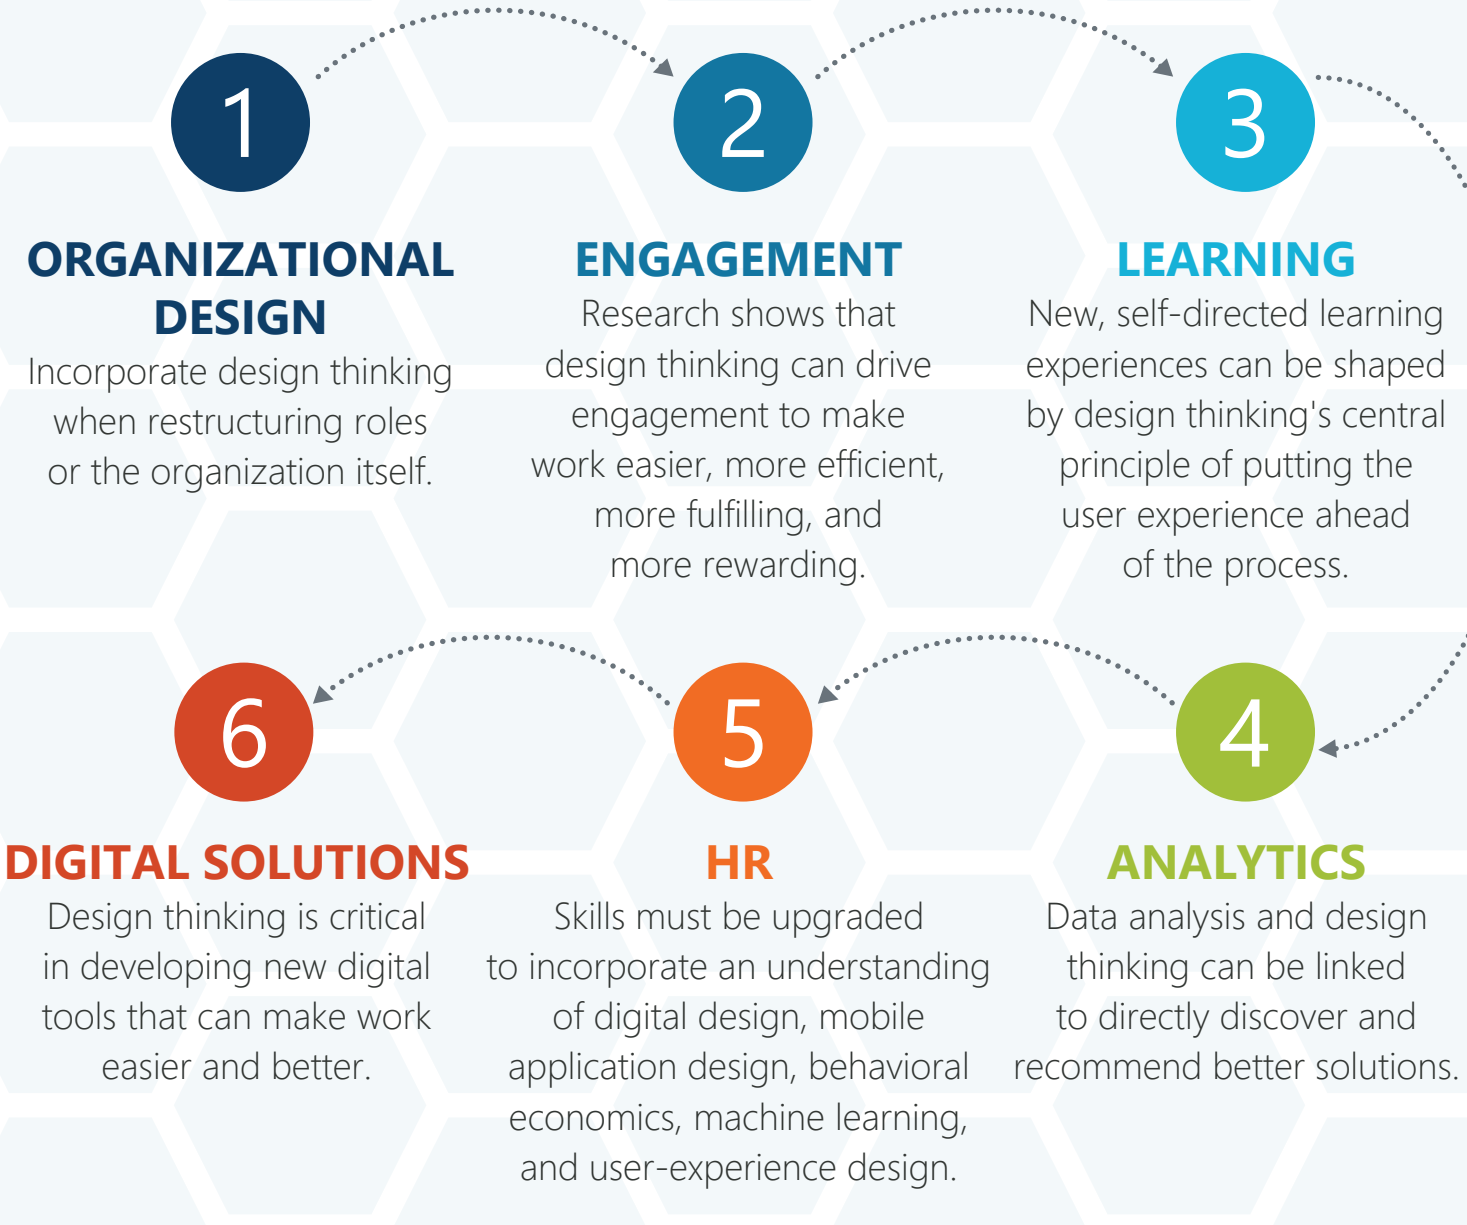 1
ORGANIZATIONAL
DESIGN
Incorporate design thinking
when restructuring roles
or the organization itself.
2
ENGAGEMENT
Research shows that
design thinking can drive
engagement to make
work easier, more efficient,
more fulfilling, and
more rewarding.
3
LEARNING
New, self-directed learning
experiences can be shaped
by design thinking's central
principle of putting the
user experience ahead
of the process.
4
ANALYTICS
Data analysis and design
thinking can be linked
to directly discover and
recommend better solutions.
5
HR
Skills must be upgraded
to incorporate an understanding
of digital design, mobile
application design, behavioral
economics, machine learning,
and user-experience design.
6
DIGITAL SOLUTIONS
Design thinking is critical
in developing new digital
tools that can make work
easier and better.